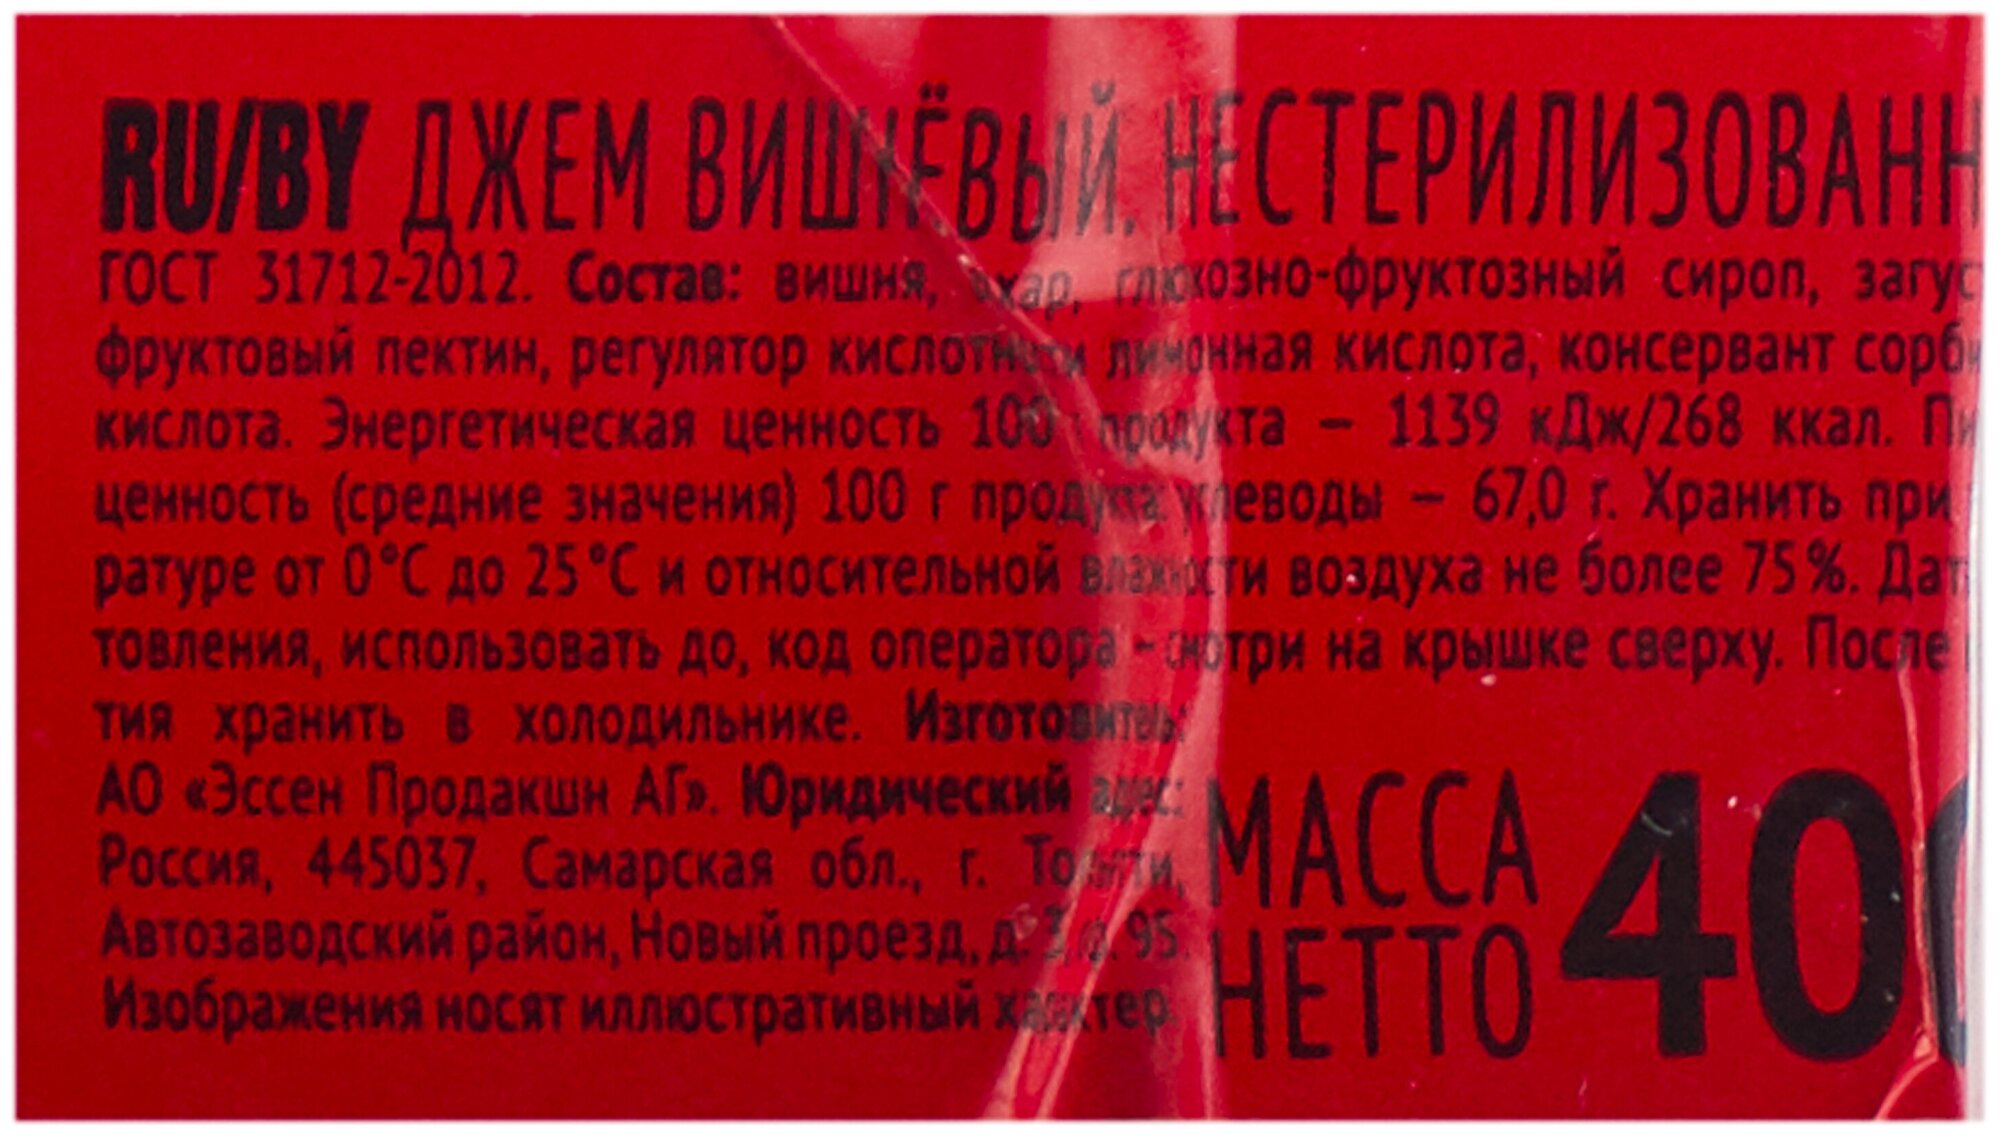 RU/BY ДЖЕМ ВИШНЁВЫЙ. НЕСТЕРИЛИЗОВАНН
ГОСТ 31712-2012. Состав: вишня, сахар, глюкозно-фруктозный сироп, загус
фруктовый пектин, регулятор кислотности лимонная кислота, консервант сорби
кислота. Энергетическая ценность 100 г продукта – 1139 кДж/268 ккал. Пи
ценность (средние значения) 100 г продукта углеводы – 67,0 г. Хранить при
ратуре от 0°С до 25°С и относительной влажности воздуха не более 75%. Дат
товления, использовать до, код оператора - смотри на крышке сверху. После
тия хранить в холодильнике. Изготовитель:
АО «Эссен Продакшн АГ». Юридический адрес:
Россия, 445037, Самарская обл., г. Тольятти,
Автозаводский район, Новый проезд, д. 3, 95.
Изображения носят иллюстративный характер.
МАССА
НЕТТО 400